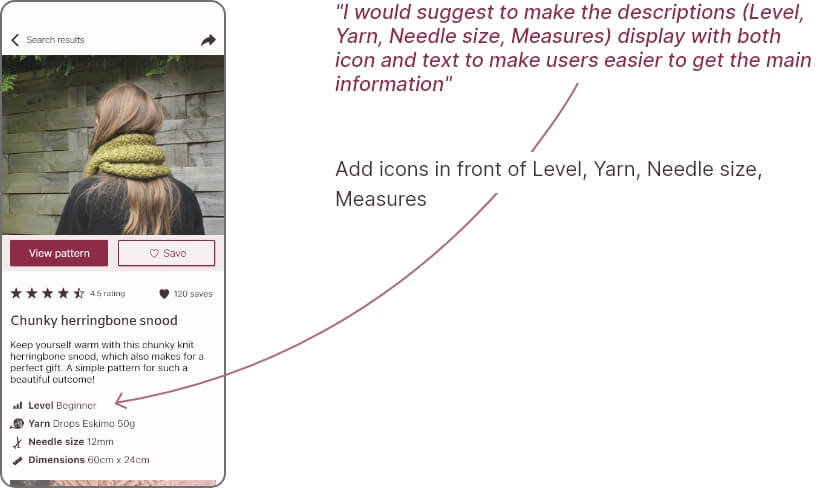 Search results
View pattern
Save
4.5 rating
120 saves
Chunky herringbone snood
Keep yourself warm with this chunky knit
herringbone snood, which also makes for a
perfect gift. A simple pattern for such a
beautiful outcome!
Level Beginner
Yarn Drops Eskimo 50g
Needle size 12mm
Dimensions 60cm x 24cm
"I would suggest to make the descriptions (Level,
Yarn, Needle size, Measures) display with both
icon and text to make users easier to get the main
information"
Add icons in front of Level, Yarn, Needle size,
Measures